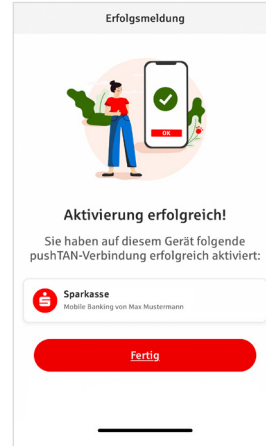 Erfolgsmeldung
OK
Aktivierung erfolgreich!
Sie haben auf diesem Gerät folgende
pushTAN-Verbindung erfolgreich aktiviert:
Sparkasse
Mobile Banking von Max Mustermann
Fertig